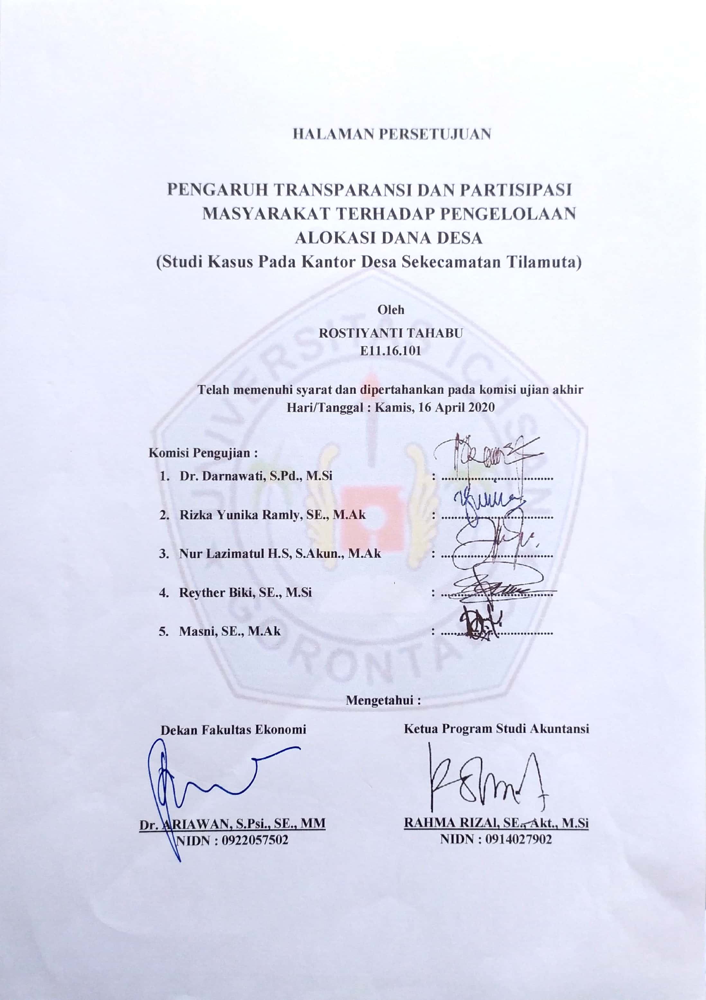 HALAMAN PERSETUJUAN
PENGARUH TRANSPARANSI DAN PARTISIPASI
MASYARAKAT TERHADAP PENGELOLAAN
ALOKASI DANA DESA
(Studi Kasus Pada Kantor Desa Sekecamatan Tilamuta)
Oleh
ROSTIYANTI TAHABU
E11.16.101
Telah memenuhi syarat dan dipertahankan pada komisi ujian akhir
Hari/Tanggal : Kamis, 16 April 2020
Komisi Pengujian :
1. Dr. Darnawati, S.Pd., M.Si : ....................................
2. Rizka Yunika Ramly, SE., M.Ak : ....................................
3. Nur Lazimatul H.S, S.Akun., M.Ak : ....................................
4. Reyther Biki, SE., M.Si : ....................................
5. Masni, SE., M.Ak : ....................................
UNIVERSITAS ICHSAN
GORONTALO
Mengetahui :
Dekan Fakultas Ekonomi
Ketua Program Studi Akuntansi
Dr. ARIAWAN, S.Psi., SE., MM
NIDN : 0922057502
RAHMA RIZAl, SE., Akt., M.Si
NIDN : 0914027902